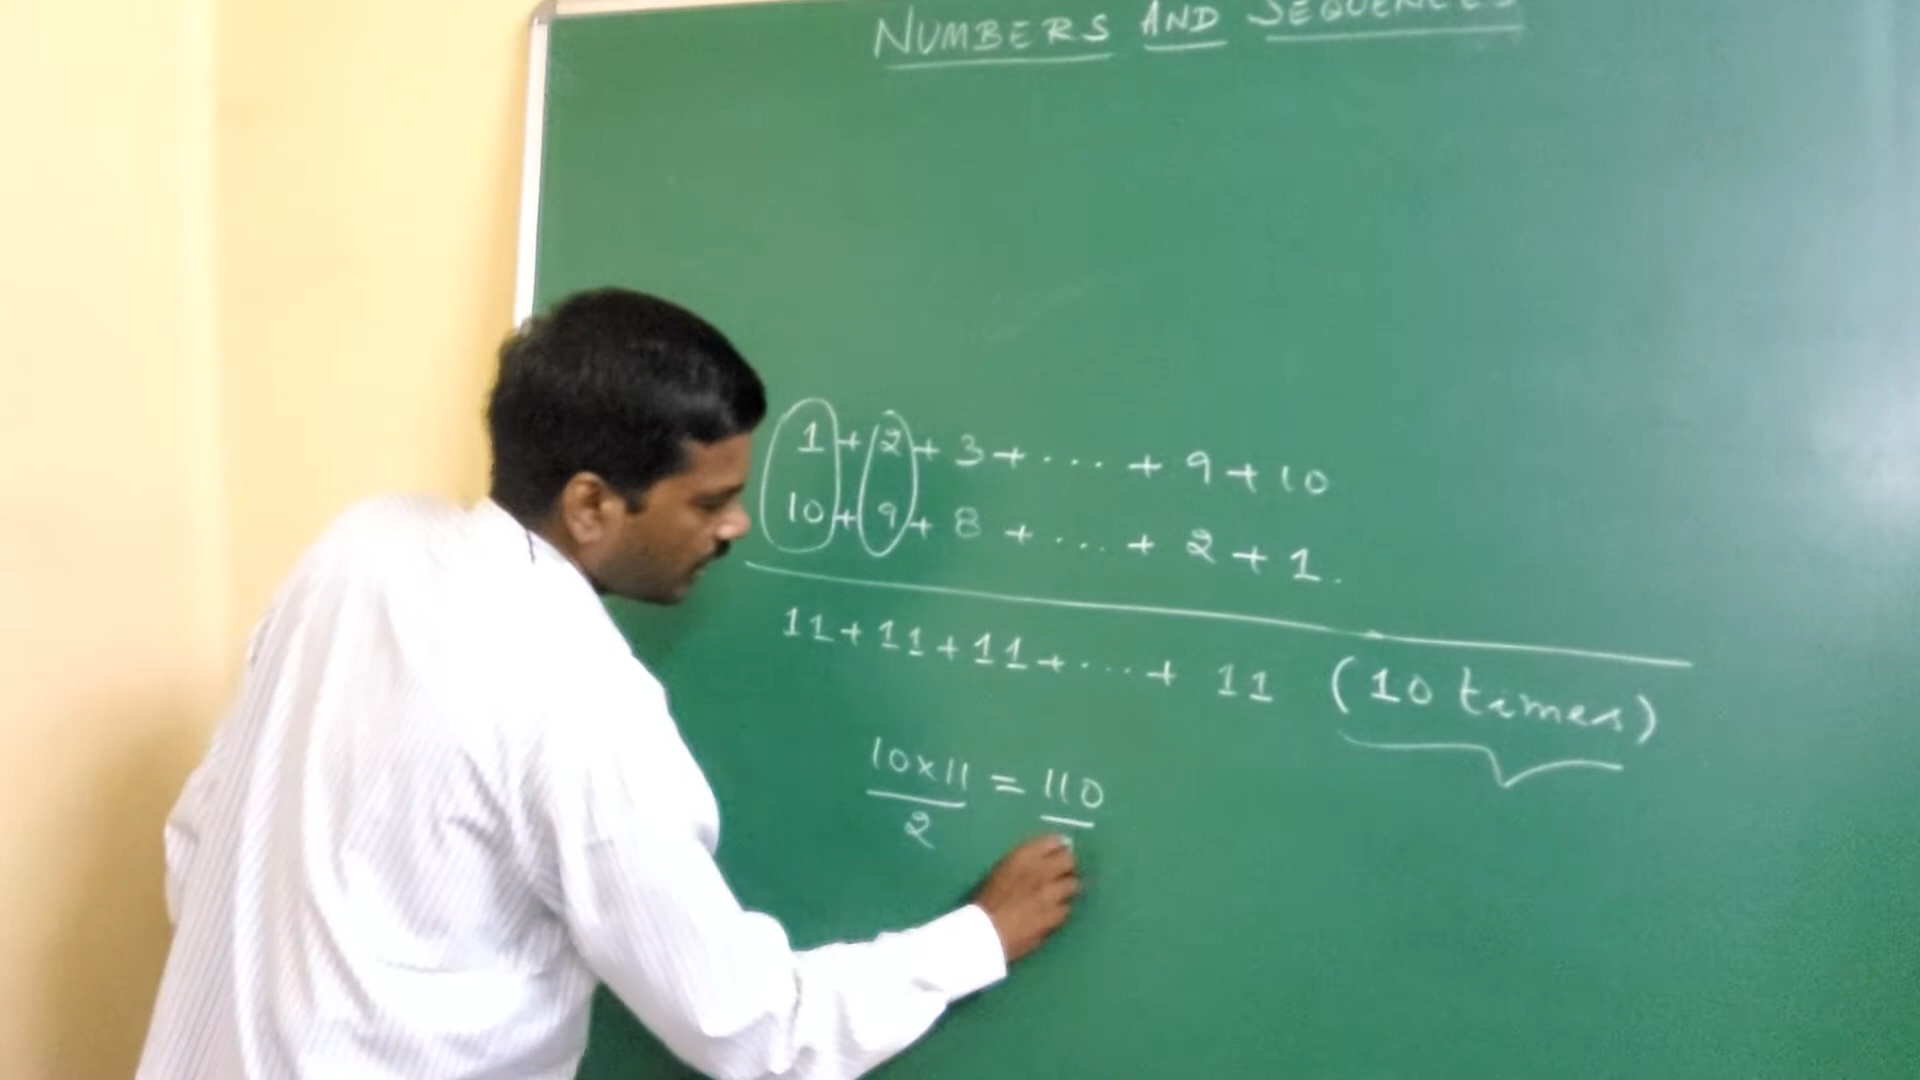 NUMBERS AND SEQUENCES
1 + 2 + 3 + .... + 9 + 10
10 + 9 + 8 + .... + 2 + 1.
11 + 11 + 11 + .... + 11 (10 times)
10 x 11 = 110
2